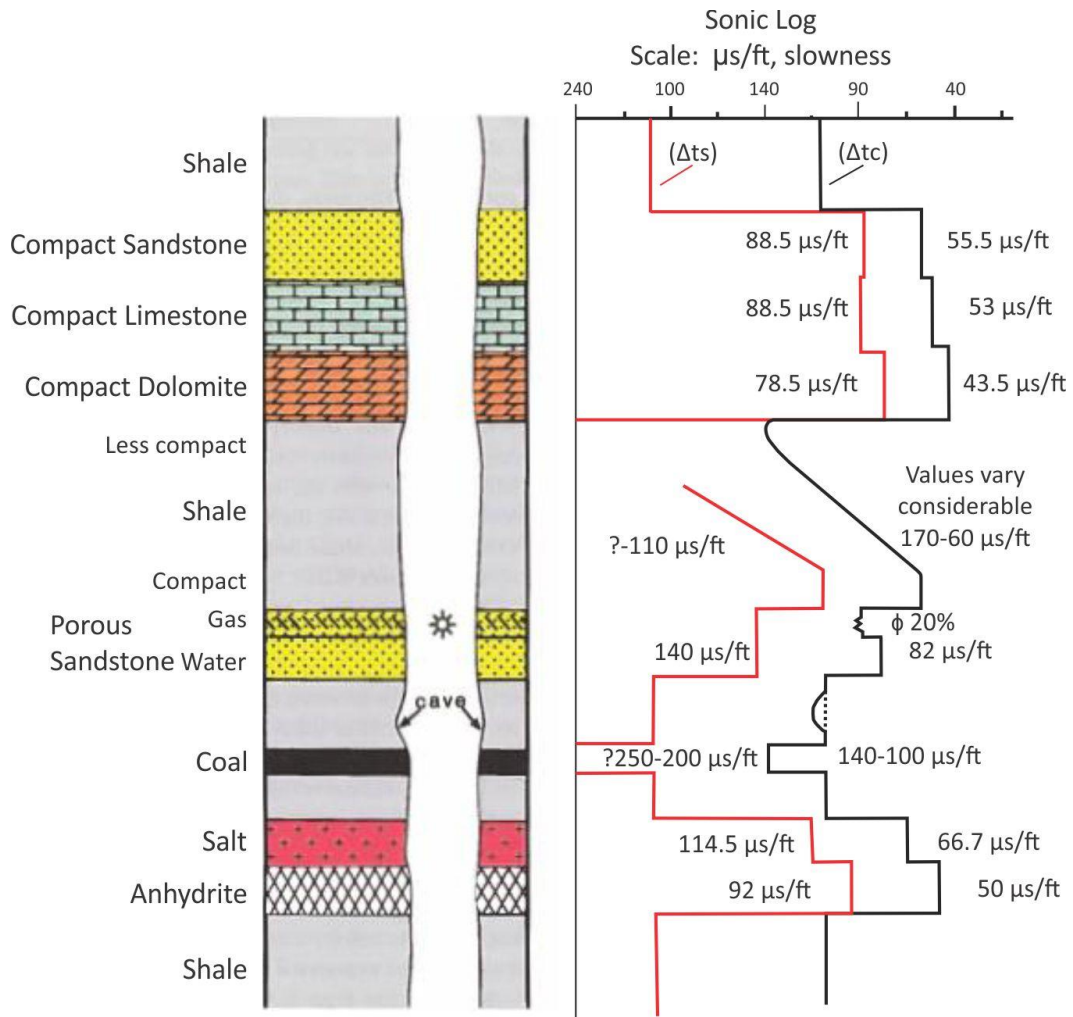 Sonic Log
Scale: μs/ft, slowness
240 100 140 90 40
Shale
(Δts)
(Δtc)
Compact Sandstone
88.5 μs/ft
55.5 μs/ft
Compact Limestone
88.5 μs/ft
53 μs/ft
Compact Dolomite
78.5 μs/ft
43.5 μs/ft
Less compact
Shale
Values vary
considerable
170-60 μs/ft
?-110 μs/ft
Compact
Porous
Gas
ϕ 20%
Sandstone Water
140 μs/ft
82 μs/ft
cave
Coal
?250-200 μs/ft
140-100 μs/ft
Salt
114.5 μs/ft
66.7 μs/ft
Anhydrite
92 μs/ft
50 μs/ft
Shale